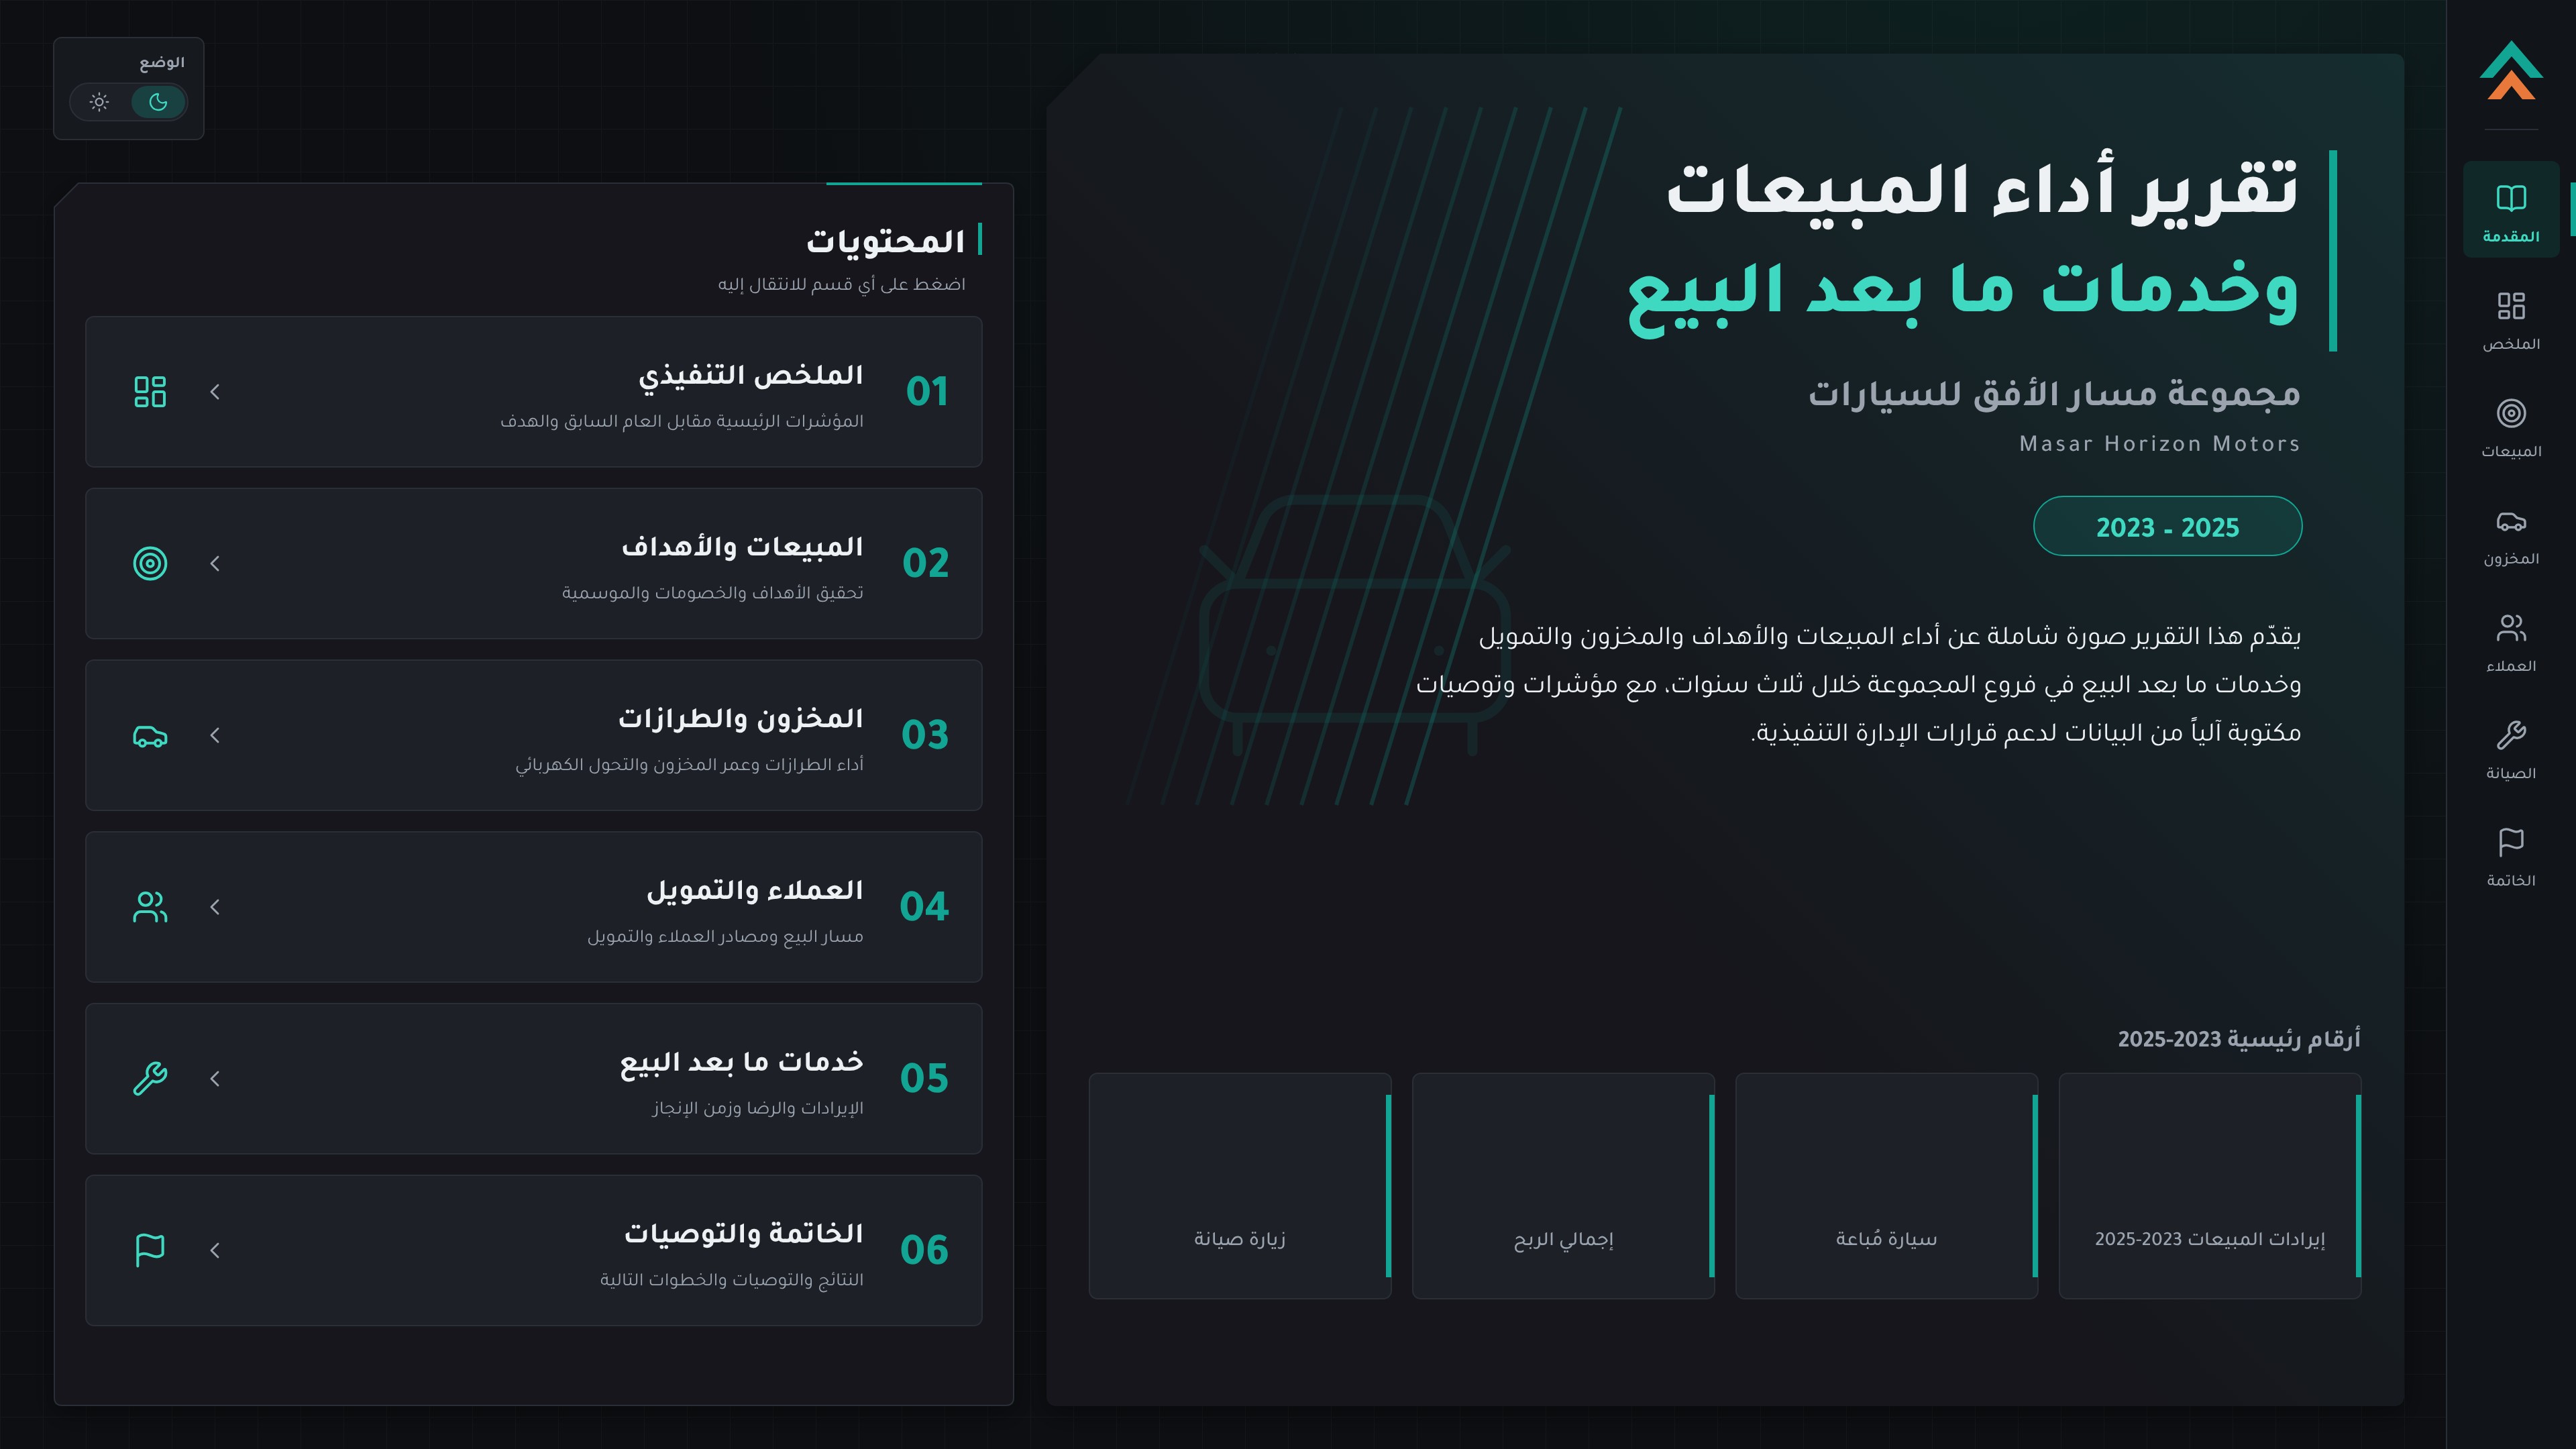 المقدمة
الملخص
المبيعات
المخزون
العملاء
الصيانة
الخاتمة
تقرير أداء المبيعات
وخدمات ما بعد البيع
مجموعة مسار الأفق للسيارات
Masar Horizon Motors
2023 - 2025
يقدّم هذا التقرير صورة شاملة عن أداء المبيعات والأهداف والمخزون والتمويل
وخدمات ما بعد البيع في فروع المجموعة خلال ثلاث سنوات، مع مؤشرات وتوصيات
مكتوبة آلياً من البيانات لدعم قرارات الإدارة التنفيذية.
أرقام رئيسية 2023-2025
إيرادات المبيعات 2023-2025
سيارة مُباعة
إجمالي الربح
زيارة صيانة
الوضع
المحتويات
اضغط على أي قسم للانتقال إليه
01
الملخص التنفيذي
المؤشرات الرئيسية مقابل العام السابق والهدف
02
المبيعات والأهداف
تحقيق الأهداف والخصومات والموسمية
03
المخزون والطرازات
أداء الطرازات وعمر المخزون والتحول الكهربائي
04
العملاء والتمويل
مسار البيع ومصادر العملاء والتمويل
05
خدمات ما بعد البيع
الإيرادات والرضا وزمن الإنجاز
06
الخاتمة والتوصيات
النتائج والتوصيات والخطوات التالية